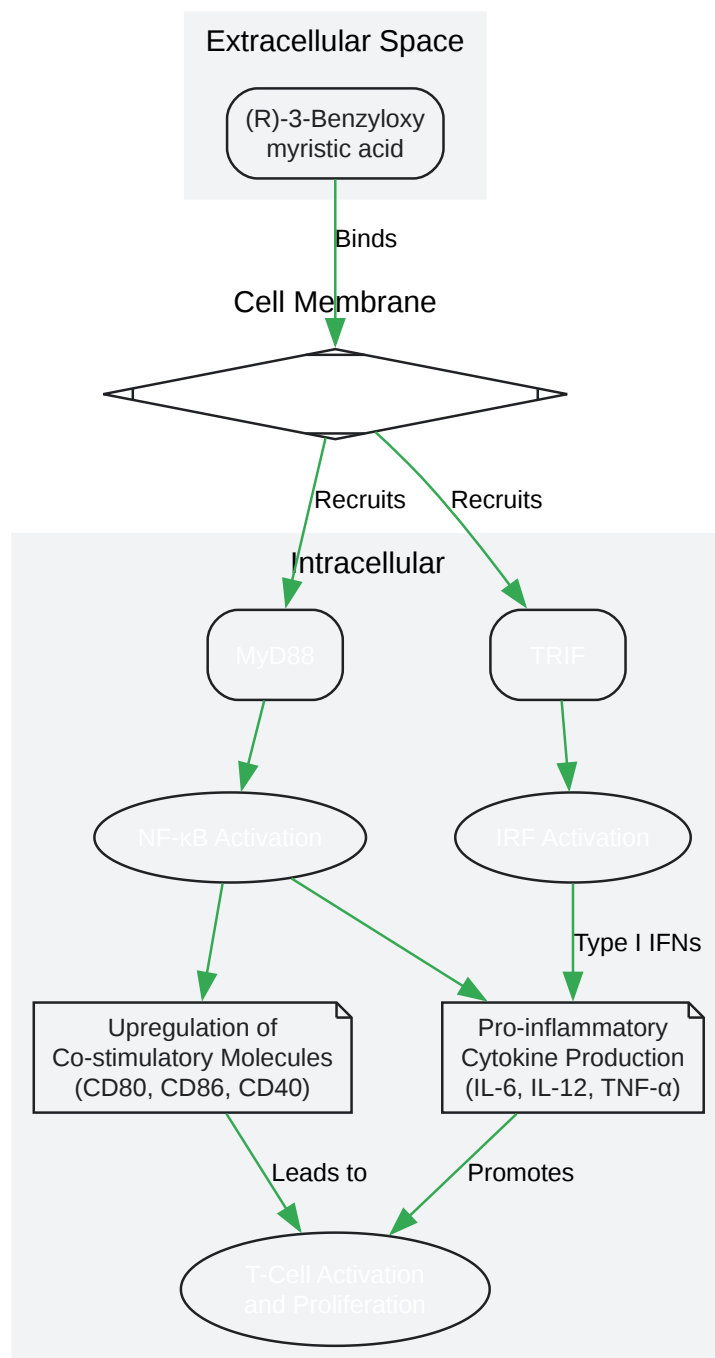 Extracellular Space
(R)-3-Benzyloxy
myristic acid
Binds
Cell Membrane
Recruits
Recruits
Intracellular
MyD88
TRIF
NF-κB Activation
IRF Activation
Type I IFNs
Upregulation of
Co-stimulatory Molecules
(CD80, CD86, CD40)
Pro-inflammatory
Cytokine Production
(IL-6, IL-12, TNF-α)
Leads to
Promotes
T-Cell Activation
and Proliferation